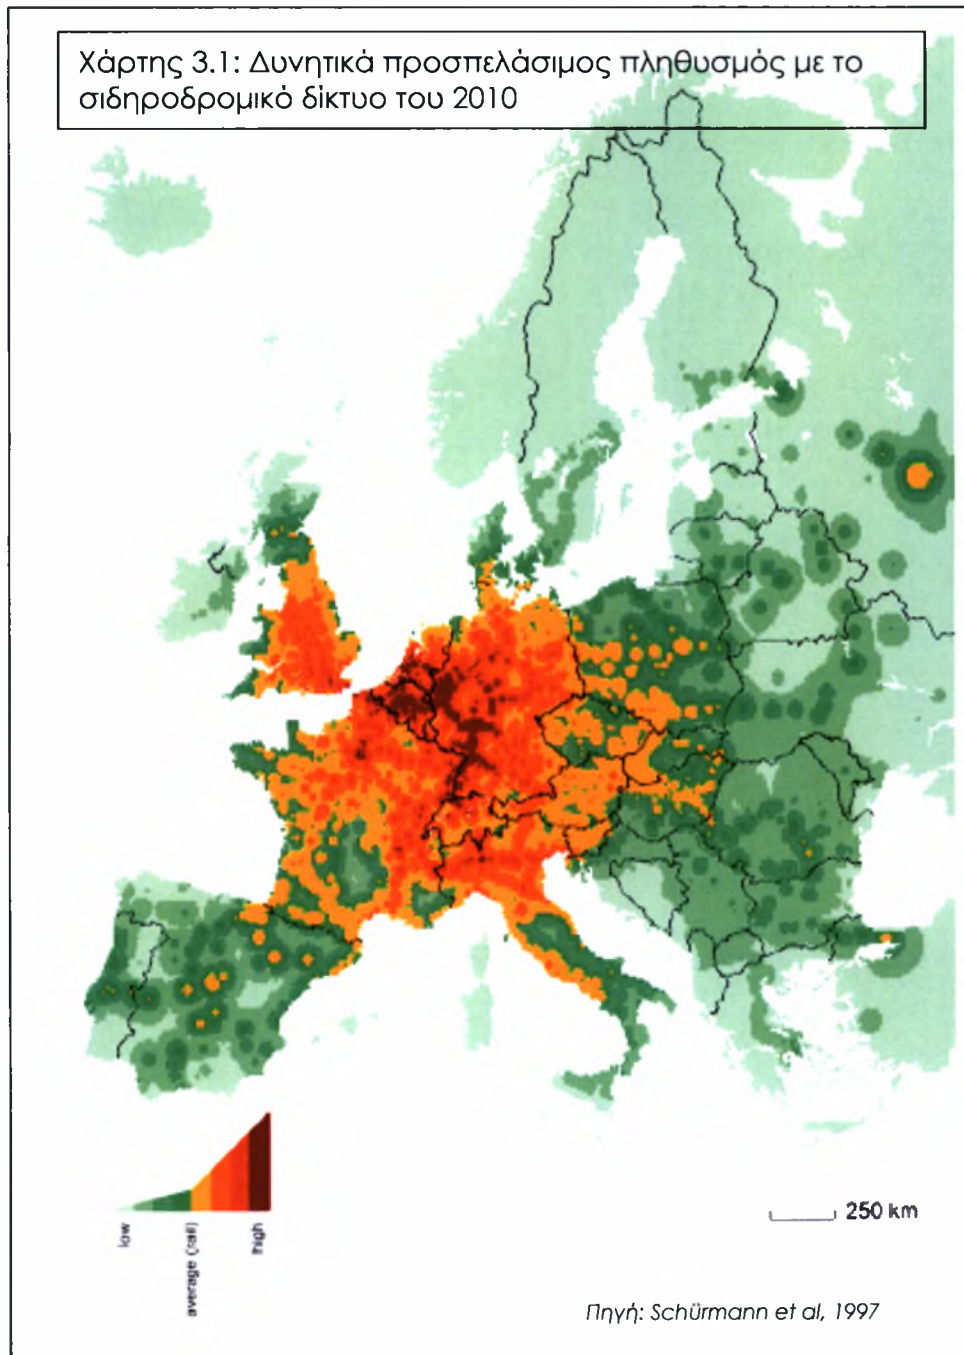 Χάρτης 3.1: Δυνητικά προσπελάσιμος πληθυσμός με το
σιδηροδρομικό δίκτυο του 2010
low
average (rail)
high
250 km
Πηγή: Schürmann et al, 1997